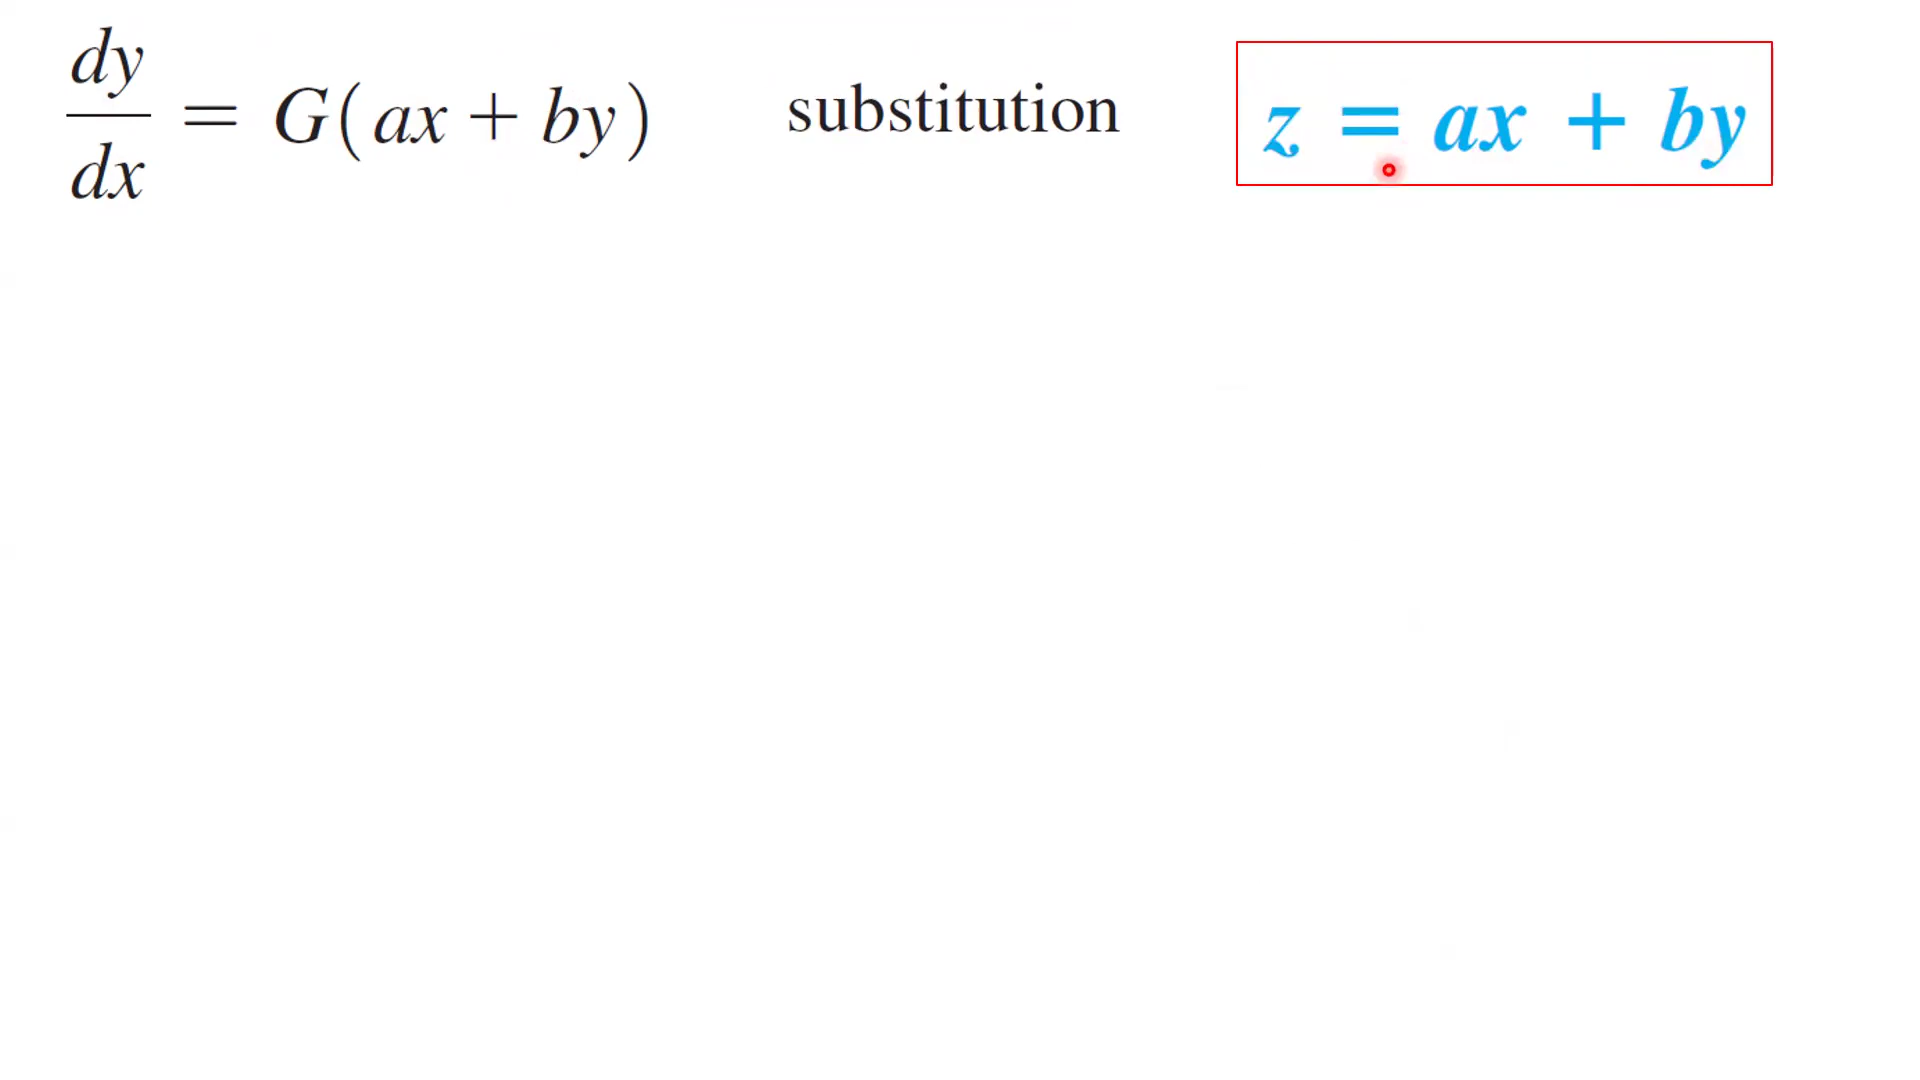 dy/dx = G(ax + by) substitution z = ax + by